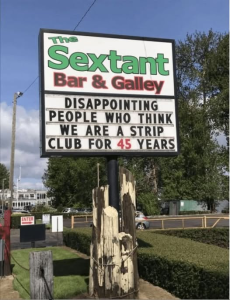 The
Sextant
Bar & Galley
DISAPPOINTING
PEOPLE WHO THINK
WE ARE A STRIP
CLUB FOR 45 YEARS